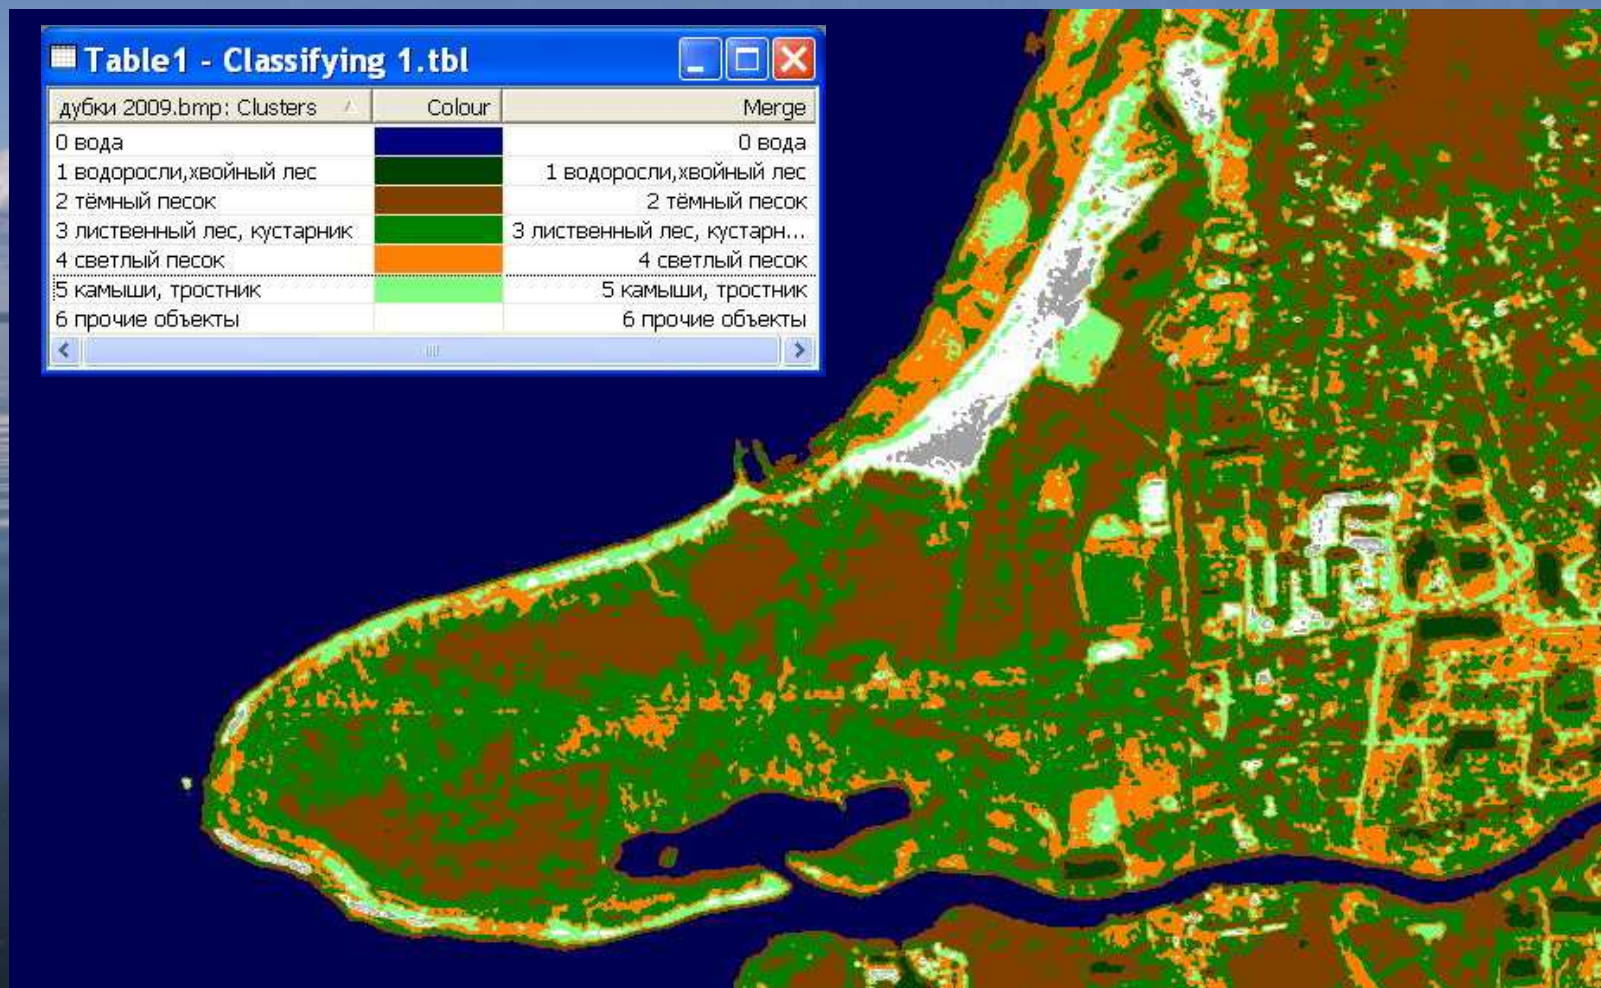 Table1 - Classifying 1.tbl
дубки 2009.bmp: Clusters Colour Merge
0 вода 0 вода
1 водоросли,хвойный лес 1 водоросли,хвойный лес
2 тёмный песок 2 тёмный песок
3 лиственный лес, кустарник 3 лиственный лес, кустарн...
4 светлый песок 4 светлый песок
5 камыши, тростник 5 камыши, тростник
6 прочие объекты 6 прочие объекты